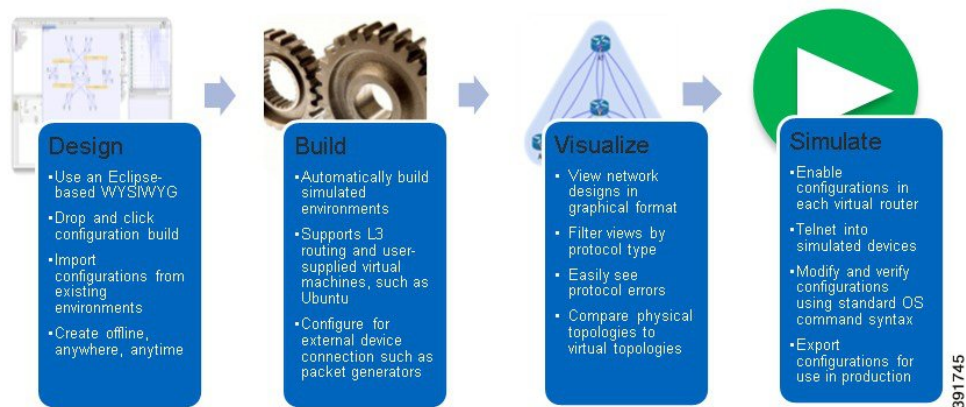 Design
▪Use an Eclipse-
based WYSIWYG
▪Drop and click
configuration build
▪Import
configurations from
existing
environments
▪Create offline,
anywhere, anytime
Build
▪Automatically build
simulated
environments
▪Supports L3
routing and user-
supplied virtual
machines, such as
Ubuntu
▪Configure for
external device
connection such as
packet generators
Visualize
▪View network
designs in
graphical format
▪Filter views by
protocol type
▪Easily see
protocol errors
▪Compare physical
topologies to
virtual topologies
Simulate
▪Enable
configurations in
each virtual router
▪Telnet into
simulated devices
▪Modify and verify
configurations
using standard OS
command syntax
▪Export
configurations for
use in production
391745